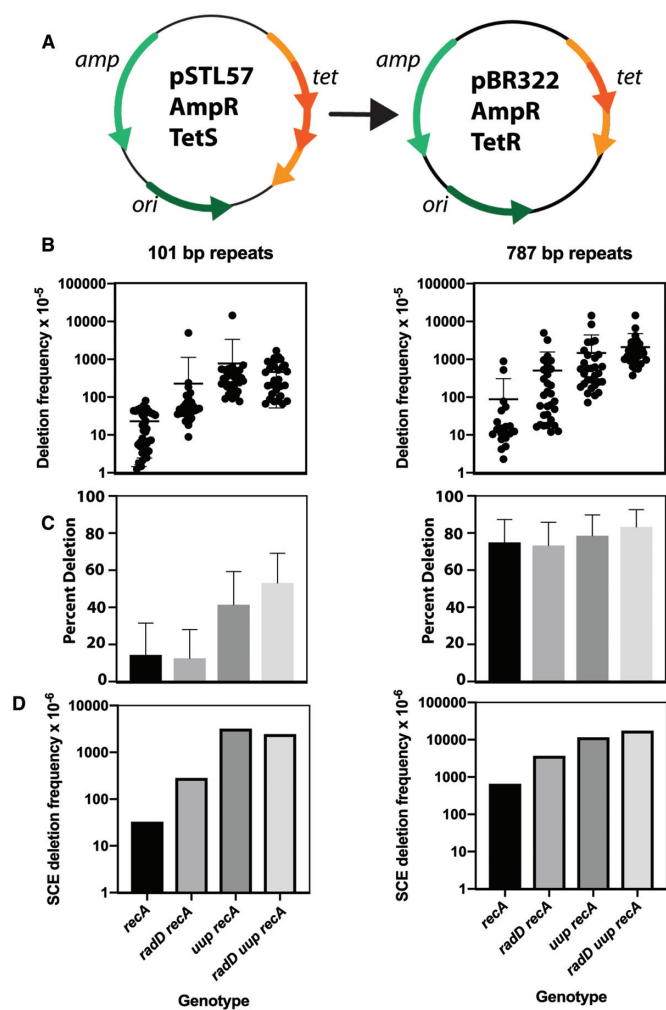 A
amp
pSTL57
AmpR
TetS
tet
ori
amp
pBR322
AmpR
TetR
tet
ori
B
101 bp repeats
Deletion frequency x 10-5
100000
10000
1000
100
10
1
787 bp repeats
Deletion frequency x 10-5
100000
10000
1000
100
10
1
C
Percent Deletion
100
80
60
40
20
0
Percent Deletion
100
80
60
40
20
0
D
SCE deletion frequency x 10-6
10000
1000
100
10
1
recA
radD recA
uup recA
radD uup recA
Genotype
SCE deletion frequency x 10-6
100000
10000
1000
100
10
1
recA
radD recA
uup recA
radD uup recA
Genotype